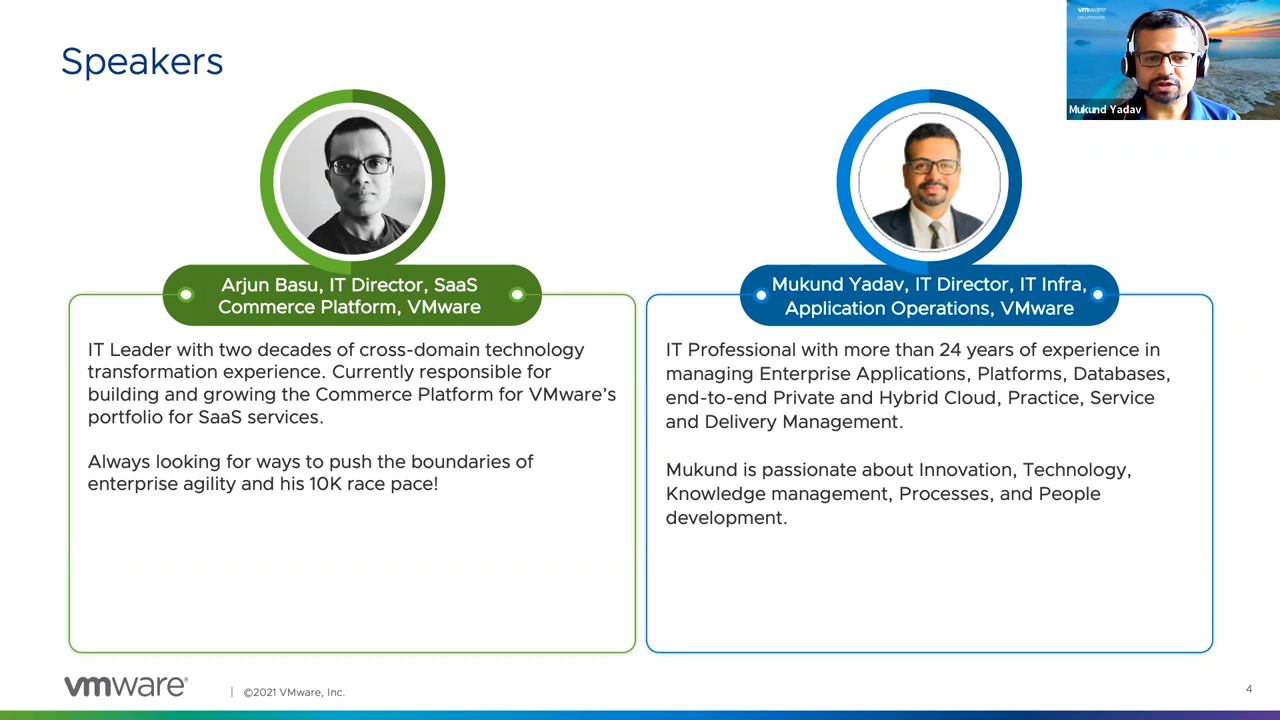 Speakers
vmware
ON VMWARE
Mukund Yadav
Arjun Basu, IT Director, SaaS
Commerce Platform, VMware
IT Leader with two decades of cross-domain technology
transformation experience. Currently responsible for
building and growing the Commerce Platform for VMware’s
portfolio for SaaS services.
Always looking for ways to push the boundaries of
enterprise agility and his 10K race pace!
Mukund Yadav, IT Director, IT Infra,
Application Operations, VMware
IT Professional with more than 24 years of experience in
managing Enterprise Applications, Platforms, Databases,
end-to-end Private and Hybrid Cloud, Practice, Service
and Delivery Management.
Mukund is passionate about Innovation, Technology,
Knowledge management, Processes, and People
development.
vmware®
©2021 VMware, Inc.
4